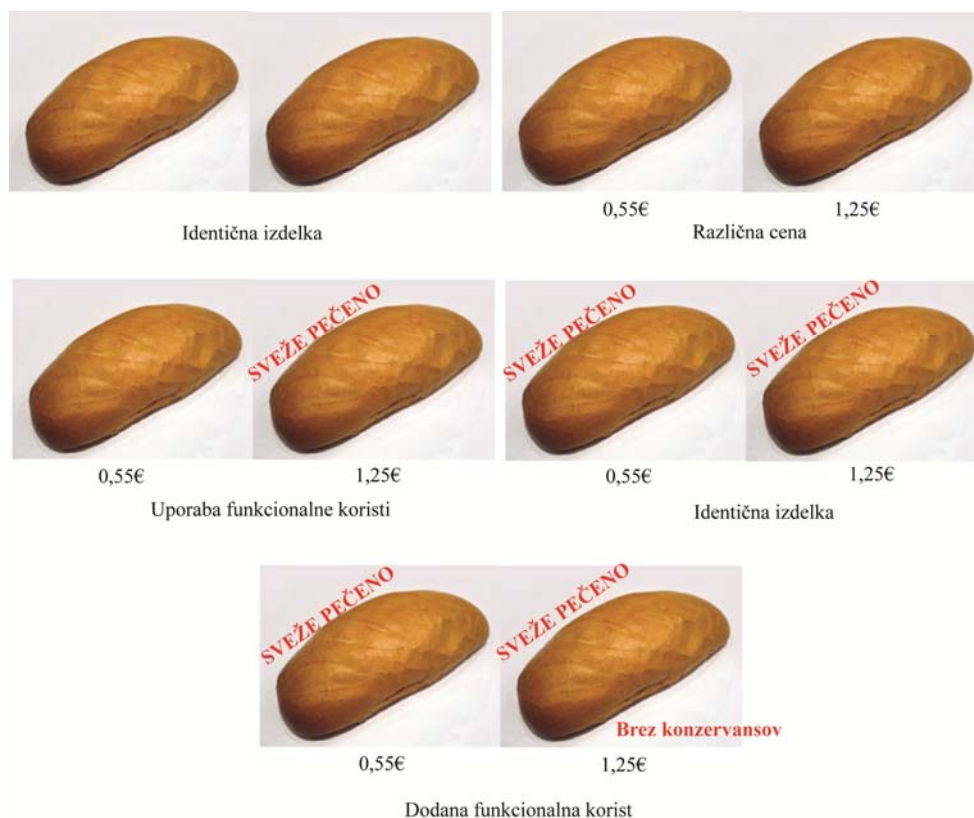 0,55€ 1,25€
Identična izdelka
Različna cena
SVEŽE PEČENO
SVEŽE PEČENO
SVEŽE PEČENO
0,55€
1,25€
0,55€
1,25€
Uporaba funkcionalne koristi
Identična izdelka
SVEŽE PEČENO
SVEŽE PEČENO
Brez konzervansov
0,55€
1,25€
Dodana funkcionalna korist